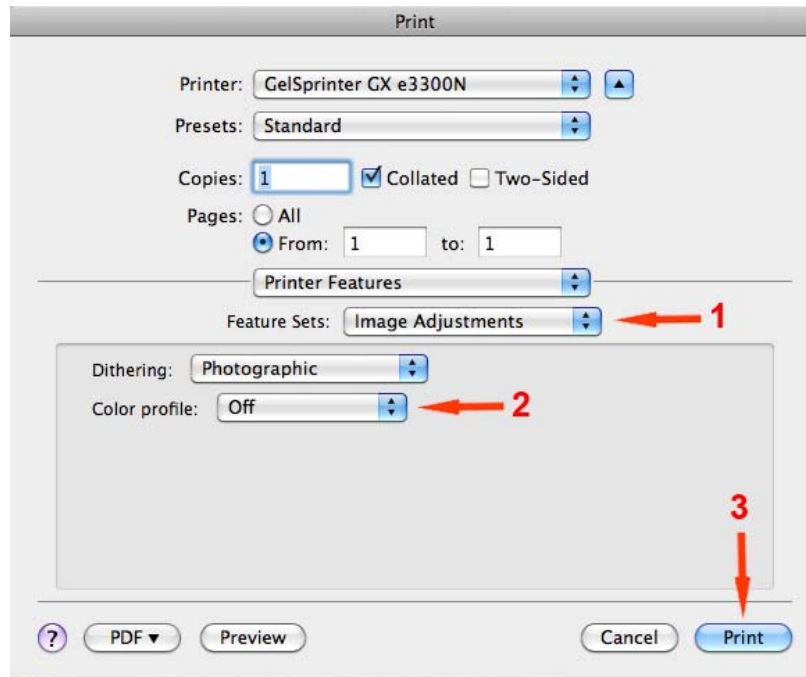 Print
Printer: GelSprinter GX e3300N
Presets: Standard
Copies: 1 Collated Two-Sided
Pages: All
From: 1 to: 1
Printer Features
Feature Sets: Image Adjustments 1
Dithering: Photographic
Color profile: Off 2
3
? PDF Preview Cancel Print